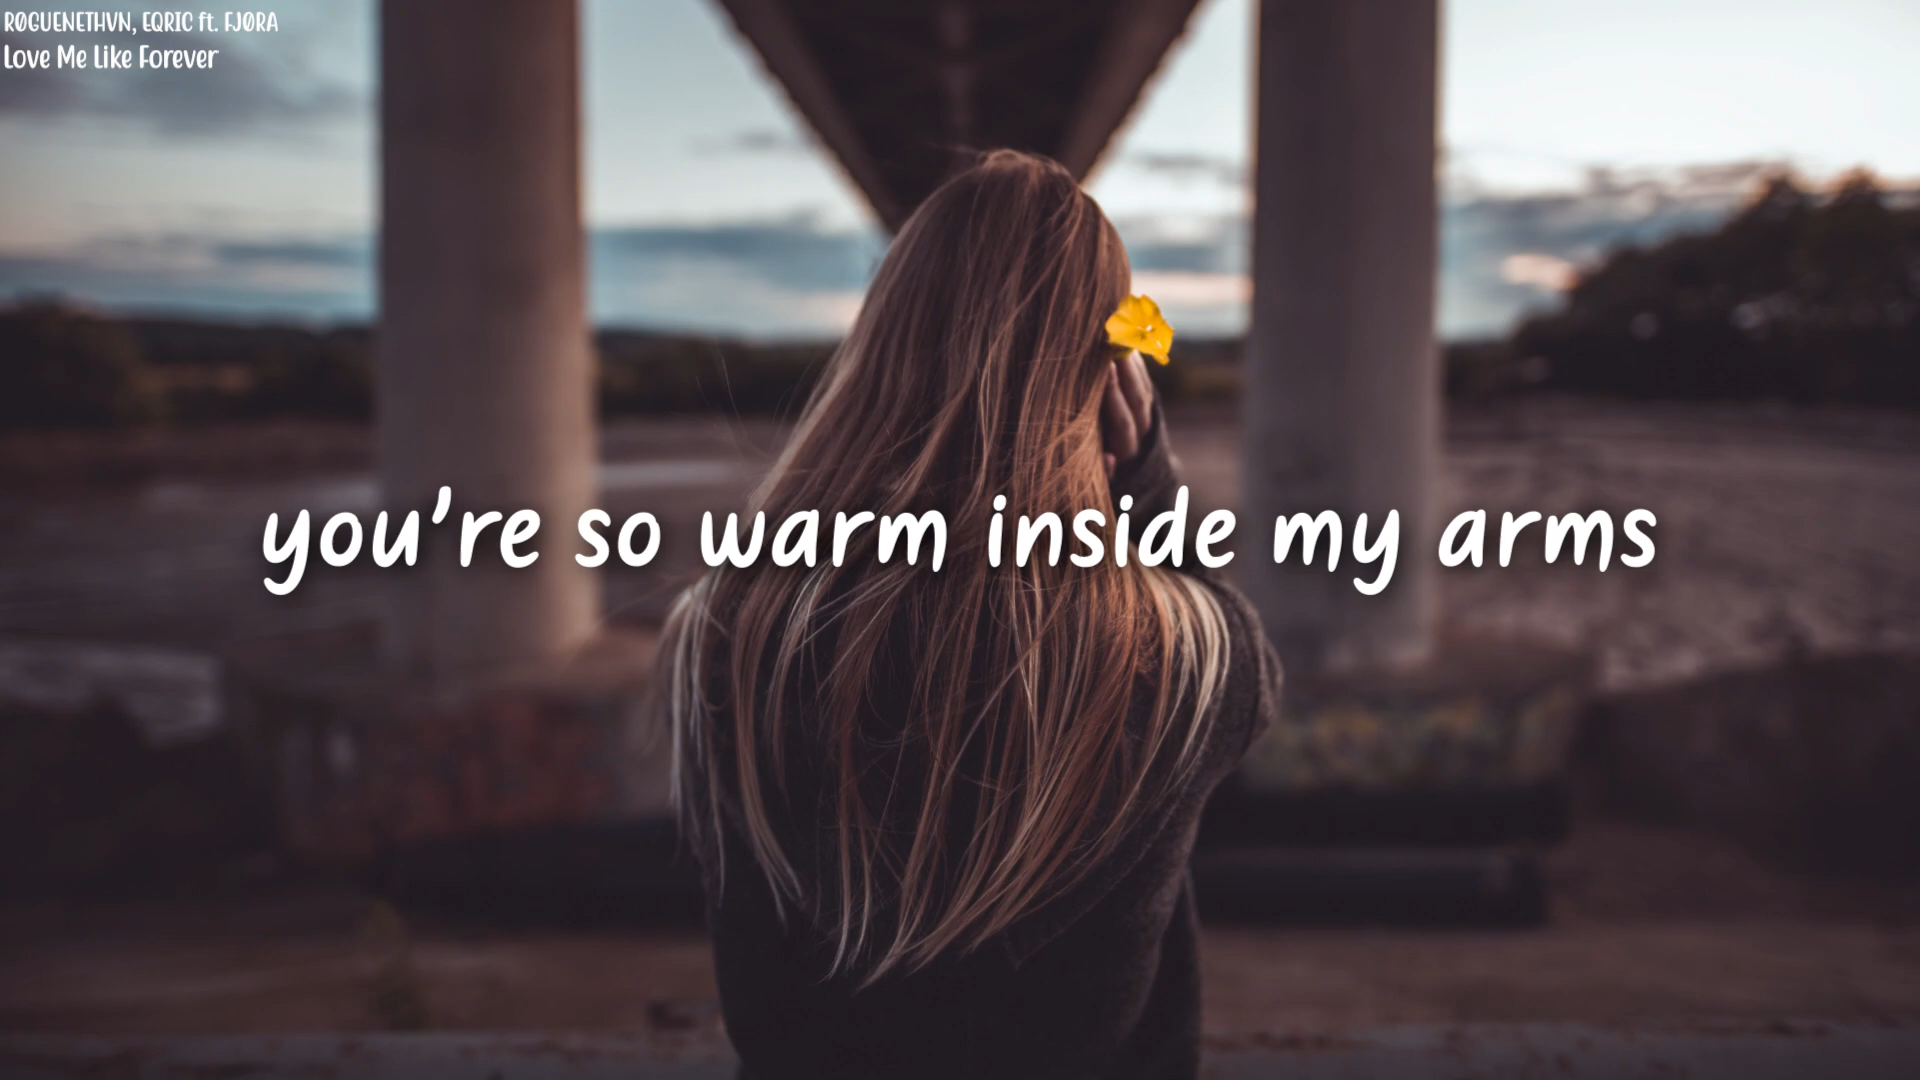 RØGUENETHVN, EQRIC ft. FJØRA
Love Me Like Forever
you're so warm inside my arms